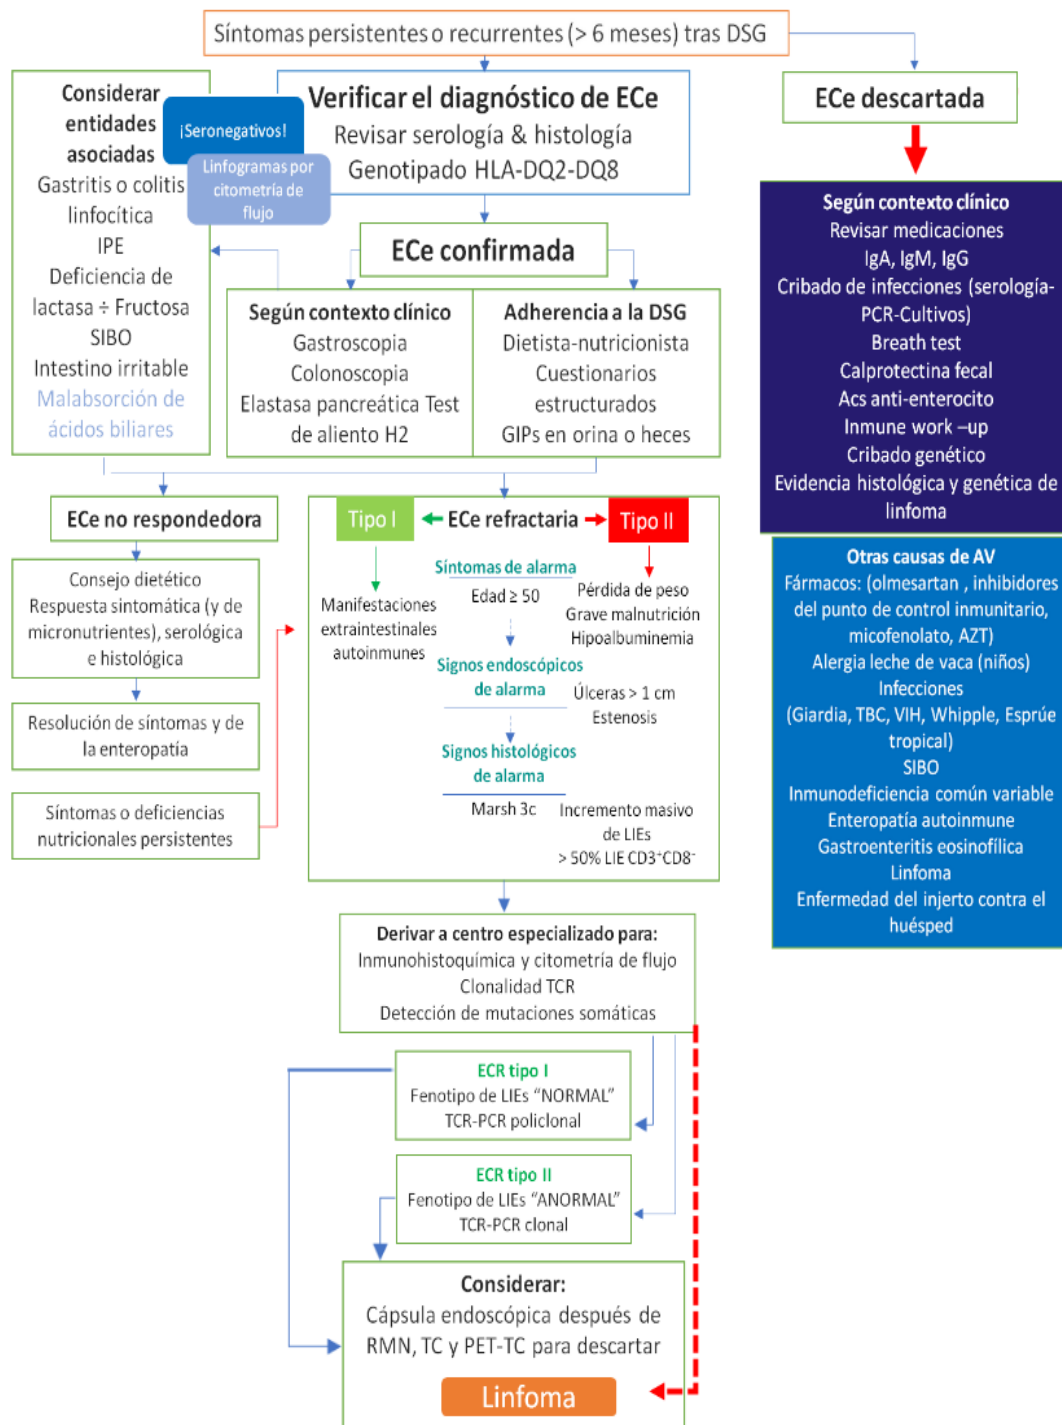 Síntomas persistentes o recurrentes (> 6 meses) tras DSG
Considerar
entidades
asociadas
Gastritis o colitis
linfocítica
IPE
Deficiencia de
lactasa ÷ Fructosa
SIBO
Intestino irritable
Malabsorción de
ácidos biliares
¡Seronegativos!
Linfogramas por
citometría de
flujo
Verificar el diagnóstico de ECe
Revisar serología & histología
Genotipado HLA-DQ2-DQ8
ECe descartada
ECe confirmada
Según contexto clínico
Gastroscopia
Colonoscopia
Elastasa pancreática Test
de aliento H2
Adherencia a la DSG
Dietista-nutricionista
Cuestionarios
estructurados
GIPs en orina o heces
Según contexto clínico
Revisar medicaciones
IgA, IgM, IgG
Cribado de infecciones (serología-
PCR-Cultivos)
Breath test
Calprotectina fecal
Acs anti-enterocito
Inmune work –up
Cribado genético
Evidencia histológica y genética de
linfoma
Otras causas de AV
Fármacos: (olmesartan , inhibidores
del punto de control inmunitario,
micofenolato, AZT)
Alergia leche de vaca (niños)
Infecciones
(Giardia, TBC, VIH, Whipple, Esprúe
tropical)
SIBO
Inmunodeficiencia común variable
Enteropatía autoinmune
Gastroenteritis eosinofílica
Linfoma
Enfermedad del injerto contra el
huésped
ECe no respondedora
Consejo dietético
Respuesta sintomática (y de
micronutrientes), serológica
e histológica
Resolución de síntomas y de
la enteropatía
Síntomas o deficiencias
nutricionales persistentes
Tipo I
ECe refractaria
Tipo II
Manifestaciones
extraintestinales
autoinmunes
Síntomas de alarma
Edad ≥ 50
Pérdida de peso
Grave malnutrición
Hipoalbuminemia
Signos endoscópicos
de alarma
Úlceras > 1 cm
Estenosis
Signos histológicos
de alarma
Marsh 3c
Incremento masivo
de LIEs
> 50% LIE CD3⁺CD8⁻
Derivar a centro especializado para:
Inmunohistoquímica y citometría de flujo
Clonalidad TCR
Detección de mutaciones somáticas
ECR tipo I
Fenotipo de LIEs “NORMAL”
TCR-PCR policlonal
ECR tipo II
Fenotipo de LIEs “ANORMAL”
TCR-PCR clonal
Considerar:
Cápsula endoscópica después de
RMN, TC y PET-TC para descartar
Linfoma